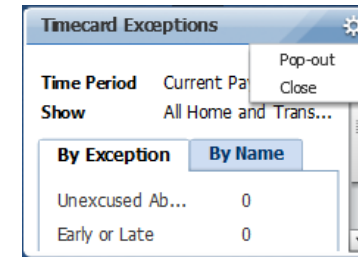 Timecard Exceptions
Pop-out
Time Period Current Pa
Close
Show All Home and Trans...
By Exception By Name
Unexcused Ab... 0
Early or Late 0